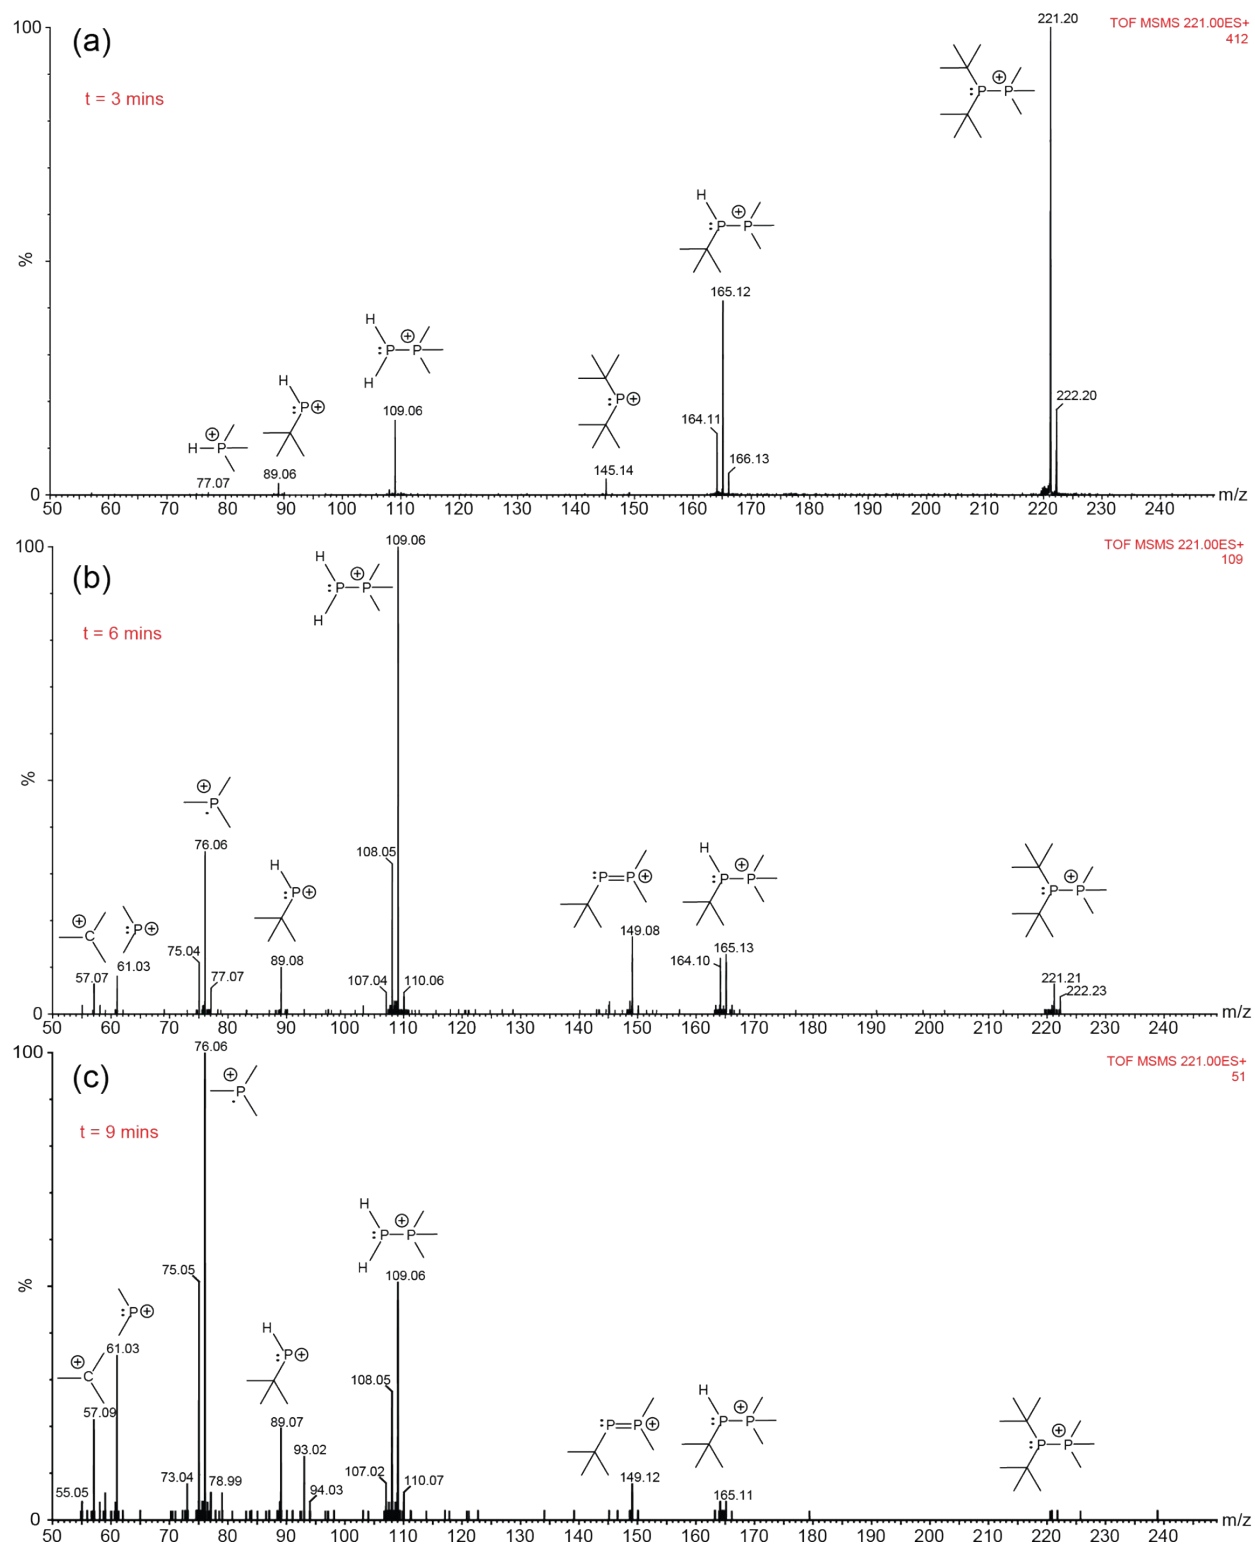 (a)
t = 3 mins
TOF MSMS 221.00ES+
412
100
%
0
77.07
89.06
109.06
145.14
164.11
165.12
166.13
221.20
222.20
H
P
⊕
H
P
⊕
H
P
P
⊕
H
P
⊕
H
P
P
⊕
P
P
⊕
50 60 70 80 90 100 110 120 130 140 150 160 170 180 190 200 210 220 230 240 m/z
(b)
t = 6 mins
TOF MSMS 221.00ES+
109
100
%
0
57.07
61.03
75.04
76.06
77.07
89.08
107.04
108.05
109.06
110.06
149.08
164.10
165.13
221.21
222.23
⊕
C
P
⊕
⊕
P
H
P
⊕
H
P
P
⊕
H
P
P
⊕
H
P
P
⊕
P
P
⊕
50 60 70 80 90 100 110 120 130 140 150 160 170 180 190 200 210 220 230 240 m/z
(c)
t = 9 mins
TOF MSMS 221.00ES+
51
100
%
0
55.05
57.09
61.03
73.04
75.05
76.06
78.99
89.07
93.02
94.03
107.02
108.05
109.06
110.07
149.12
165.11
⊕
C
P
⊕
⊕
P
H
P
⊕
H
P
P
⊕
H
P
P
⊕
H
P
P
⊕
P
P
⊕
50 60 70 80 90 100 110 120 130 140 150 160 170 180 190 200 210 220 230 240 m/z